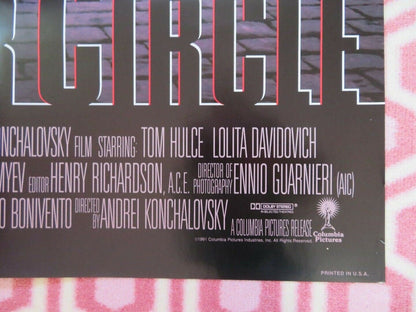 RCIRCLE
ONCHALOVSKY FILM STARRING: TOM HULCE LOLITA DAVIDOVICH
MYEV EDITOR HENRY RICHARDSON, A.C.E. DIRECTOR OF PHOTOGRAPHY ENNIO GUARNIERI (AIC)
O BONIVENTO DIRECTED BY ANDREI KONCHALOVSKY
DOLBY STEREO
IN SELECTED THEATRES
A COLUMBIA PICTURES RELEASE
Columbia
Pictures
©1991 Columbia Pictures Industries, Inc. All Rights Reserved.
PRINTED IN U.S.A.